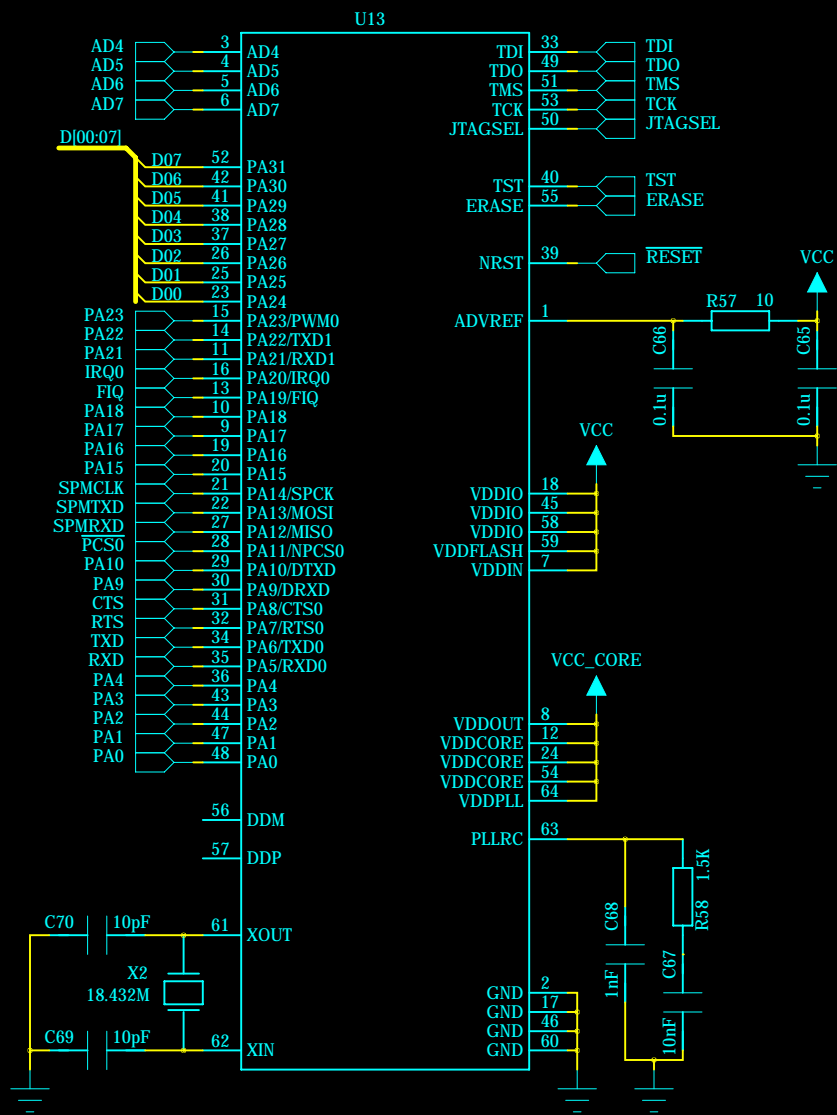 U13
AD4 3 AD4
AD5 4 AD5
AD6 5 AD6
AD7 6 AD7
D[00:07]
D07 52 PA31
D06 42 PA30
D05 41 PA29
D04 38 PA28
D03 37 PA27
D02 26 PA26
D01 25 PA25
D00 23 PA24
PA23 15 PA23/PWM0
PA22 14 PA22/TXD1
PA21 11 PA21/RXD1
IRQ0 16 PA20/IRQ0
FIQ 13 PA19/FIQ
PA18 10 PA18
PA17 9 PA17
PA16 19 PA16
PA15 20 PA15
SPMCLK 21 PA14/SPCK
SPMTXD 22 PA13/MOSI
SPMRXD 27 PA12/MISO
PCS0 28 PA11/NPCS0
PA10 29 PA10/DTXD
PA9 30 PA9/DRXD
CTS 31 PA8/CTS0
RTS 32 PA7/RTS0
TXD 34 PA6/TXD0
RXD 35 PA5/RXD0
PA4 36 PA4
PA3 43 PA3
PA2 44 PA2
PA1 47 PA1
PA0 48 PA0
56 DDM
57 DDP
C70 10pF 61 XOUT
X2
18.432M
C69 10pF 62 XIN
TDI 33 TDI
TDO 49 TDO
TMS 51 TMS
TCK 53 TCK
JTAGSEL 50 JTAGSEL
TST 40 TST
ERASE 55 ERASE
NRST 39 RESET
VCC
ADVREF 1 R57 10
C66 0.1u
C65 0.1u
VCC
VDDIO 18
VDDIO 45
VDDIO 58
VDDFLASH 59
VDDIN 7
VCC_CORE
VDDOUT 8
VDDCORE 12
VDDCORE 24
VDDCORE 54
VDDPLL 64
PLLRC 63
R58 1.5K
C68 1nF
C67 10nF
GND 2
GND 17
GND 46
GND 60